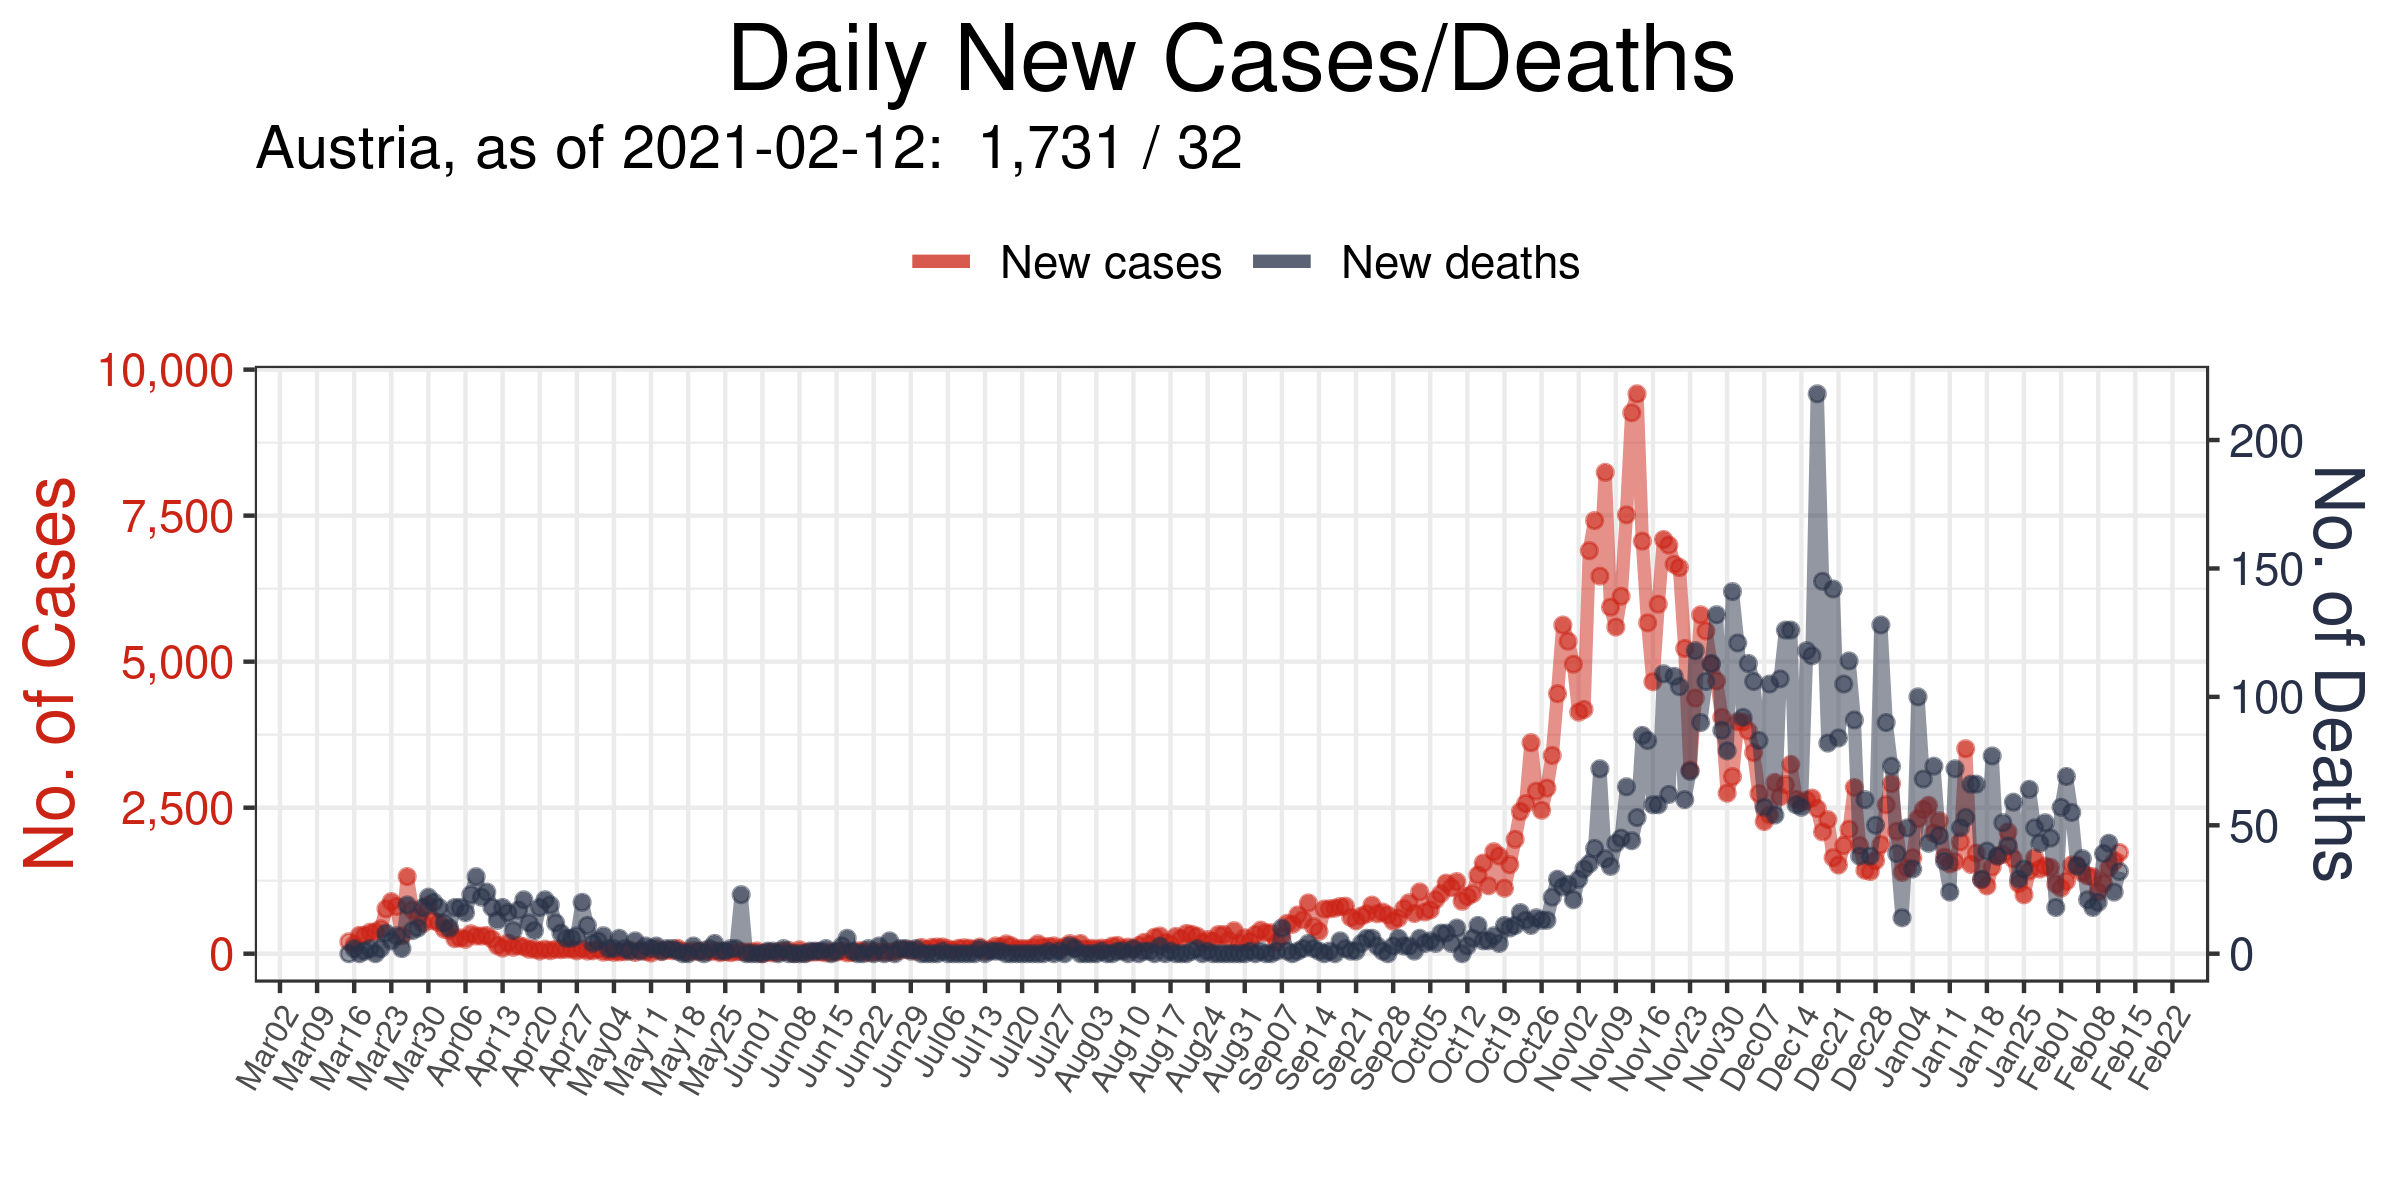 Daily New Cases/Deaths
Austria, as of 2021-02-12:  1,731 / 32
New cases New deaths
No. of Cases
10,000
7,500
5,000
2,500
0
200
150
100
50
0
No. of Deaths
Mar02 Mar09 Mar16 Mar23 Mar30 Apr06 Apr13 Apr20 Apr27 May04 May11 May18 May25 Jun01 Jun08 Jun15 Jun22 Jun29 Jul06 Jul13 Jul20 Jul27 Aug03 Aug10 Aug17 Aug24 Aug31 Sep07 Sep14 Sep21 Sep28 Oct05 Oct12 Oct19 Oct26 Nov02 Nov09 Nov16 Nov23 Nov30 Dec07 Dec14 Dec21 Dec28 Jan04 Jan11 Jan18 Jan25 Feb01 Feb08 Feb15 Feb22